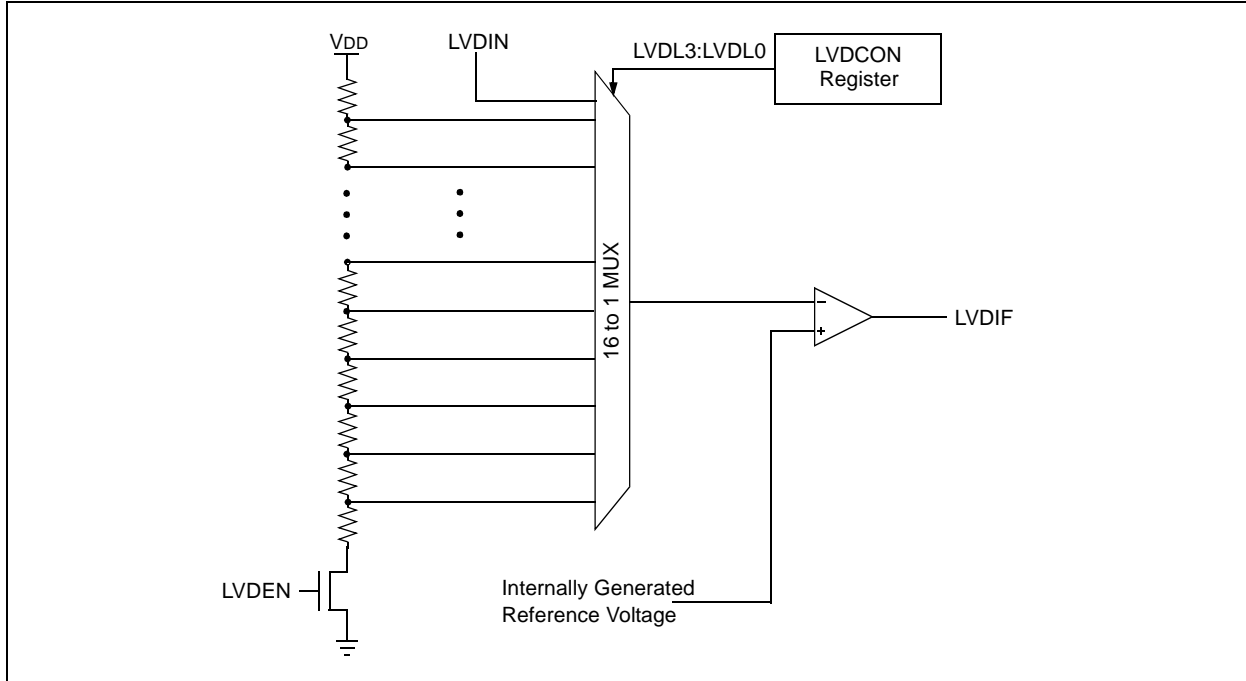 VDD
LVDIN
LVDL3:LVDL0
LVDCON
Register
16 to 1 MUX
−
+
LVDIF
LVDEN
Internally Generated
Reference Voltage